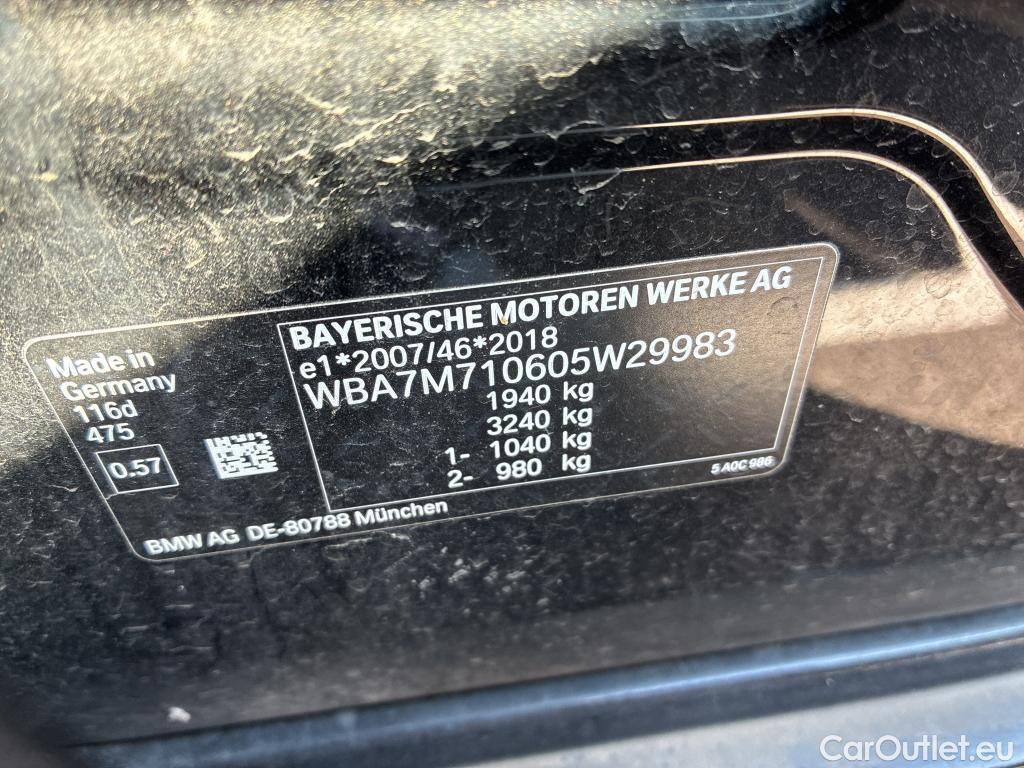 BAYERISCHE MOTOREN WERKE AG
e1*2007/46*2018
WBA7M710605W29983
1940 kg
3240 kg
1- 1040 kg
2- 980 kg
Made in
Germany
116d
475
0.57
5 A0C 986
BMW AG DE-80788 München
CarOutlet.eu